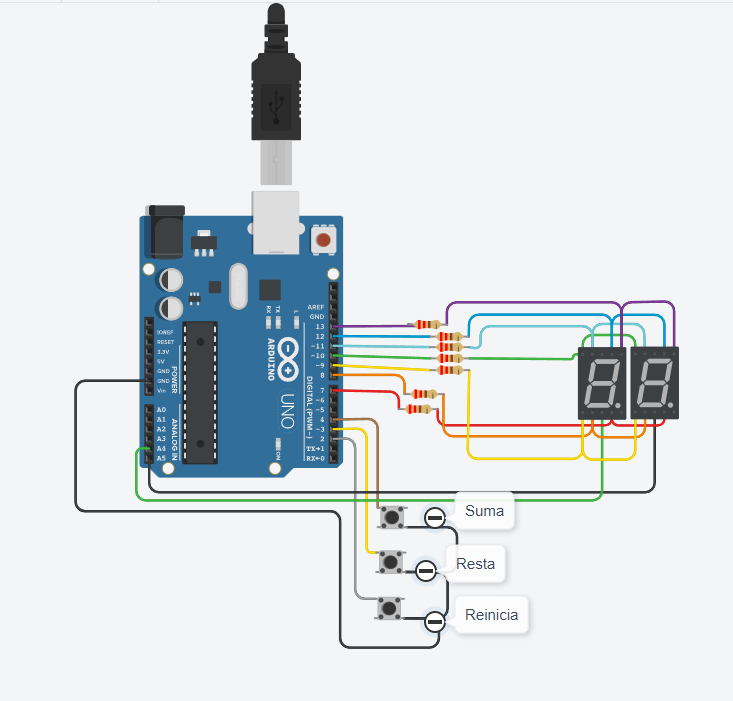 AREF
GND
13
12
~11
~10
~9
8
7
~6
~5
4
~3
2
TX→1
RX←0
DIGITAL (PWM~)
L
TX
RX
ARDUINO
UNO
ON
IOREF
RESET
3.3V
5V
GND
GND
Vin
POWER
A0
A1
A2
A3
A4
A5
ANALOG IN
Suma
Resta
Reinicia